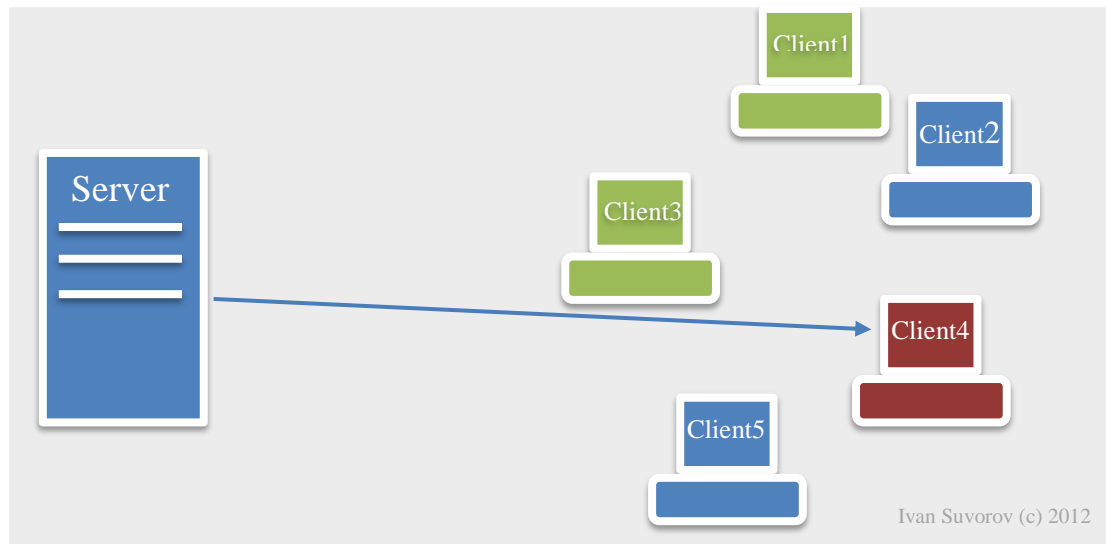 Client1
Client2
Server
Client3
Client4
Client5
Ivan Suvorov (c) 2012